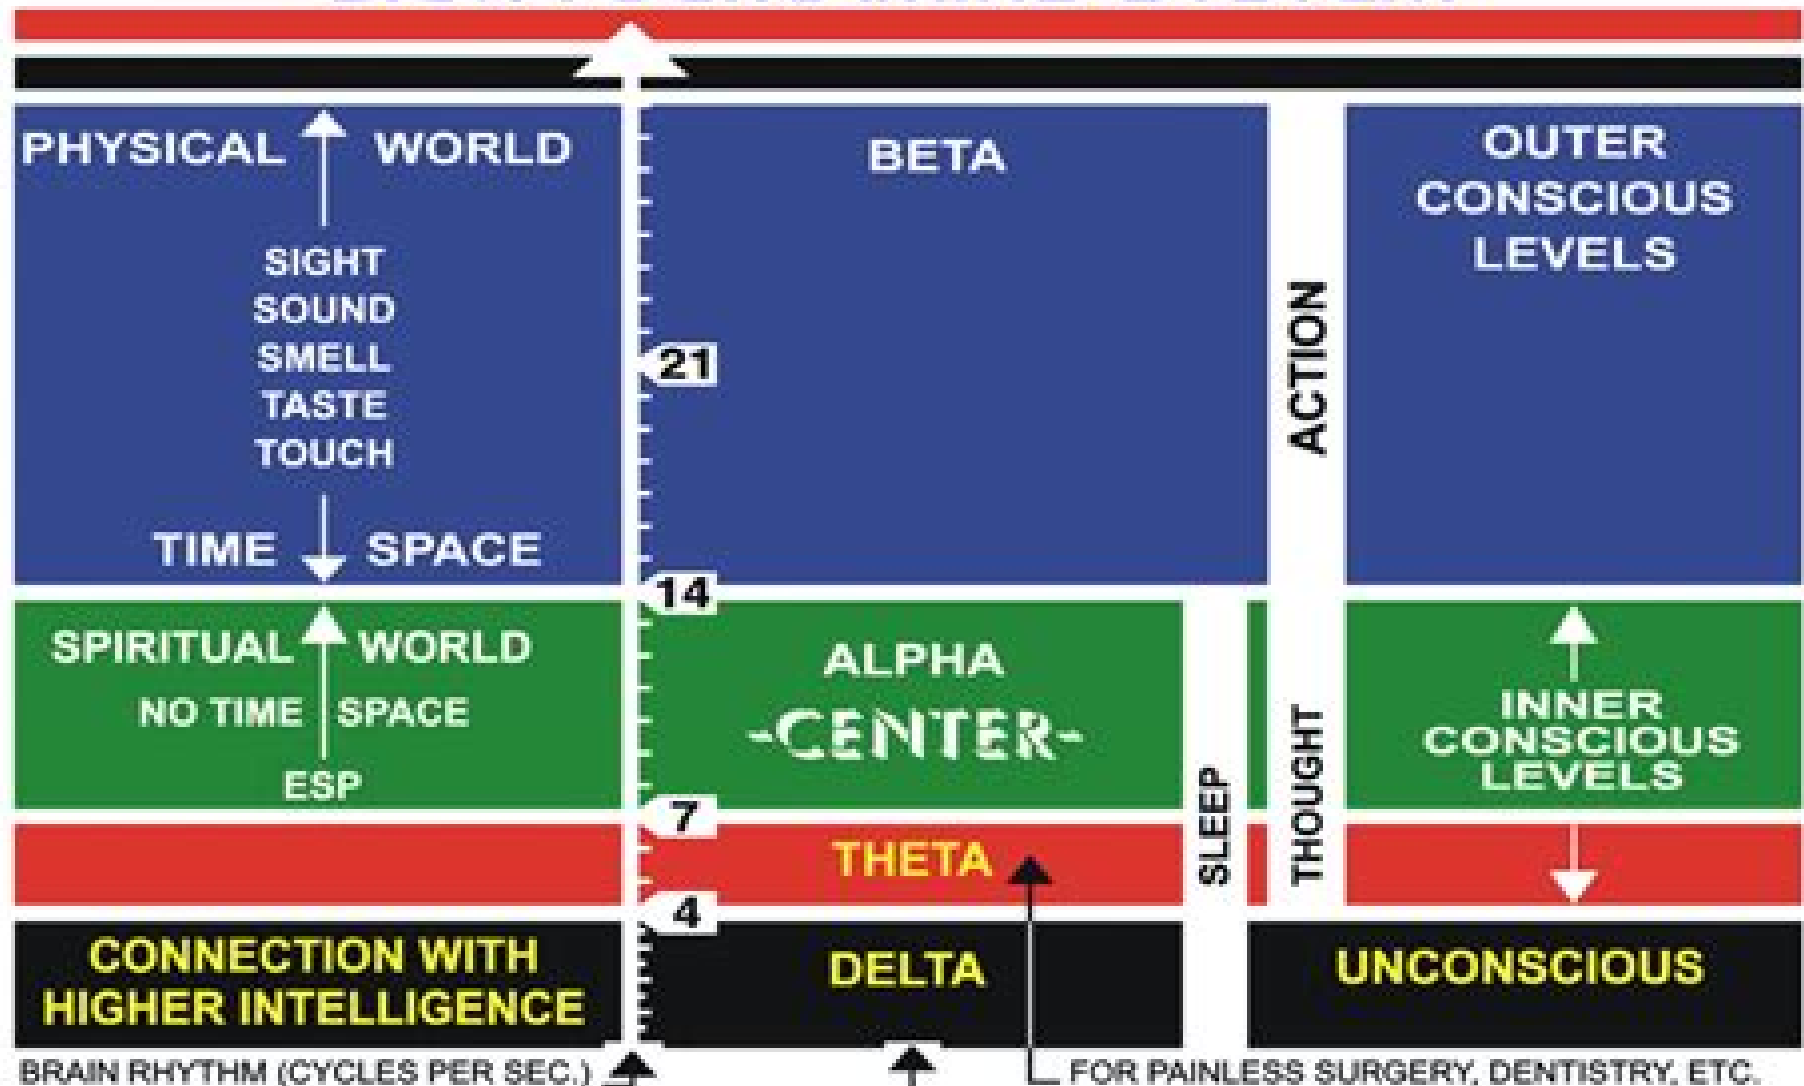 PHYSICAL WORLD
SIGHT
SOUND
SMELL
TASTE
TOUCH
TIME SPACE
BETA
21
14
ACTION
OUTER
CONSCIOUS
LEVELS
SPIRITUAL WORLD
NO TIME SPACE
ESP
ALPHA
-CENTER-
7
SLEEP
THOUGHT
INNER
CONSCIOUS
LEVELS
THETA
4
CONNECTION WITH
HIGHER INTELLIGENCE
DELTA
UNCONSCIOUS
BRAIN RHYTHM (CYCLES PER SEC.)
FOR PAINLESS SURGERY, DENTISTRY, ETC.